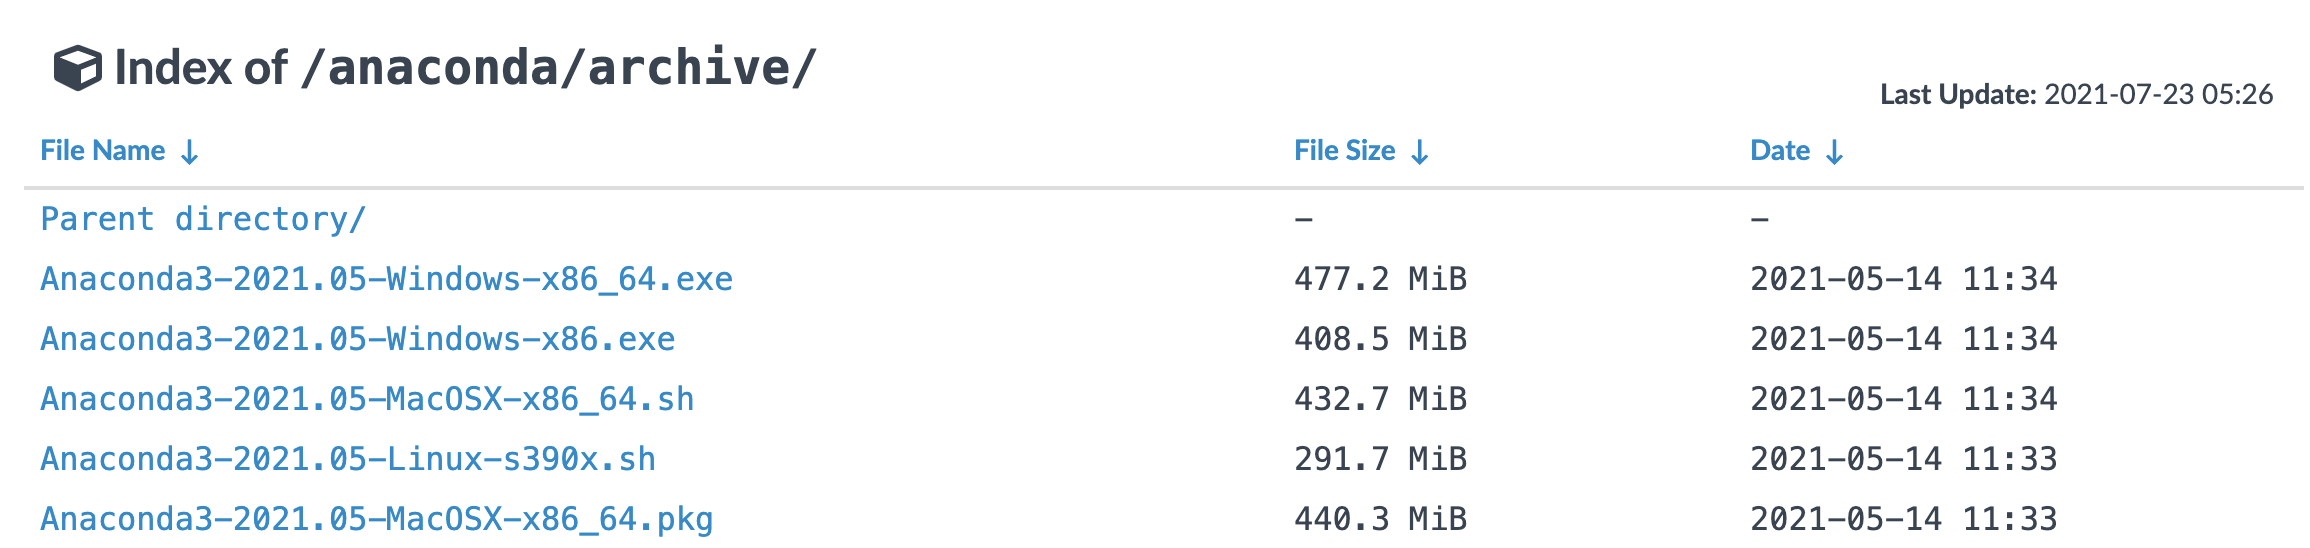 Index of /anaconda/archive/
Last Update: 2021-07-23 05:26
File Name ↓ File Size ↓ Date ↓
Parent directory/ - -
Anaconda3-2021.05-Windows-x86_64.exe 477.2 MiB 2021-05-14 11:34
Anaconda3-2021.05-Windows-x86.exe 408.5 MiB 2021-05-14 11:34
Anaconda3-2021.05-MacOSX-x86_64.sh 432.7 MiB 2021-05-14 11:34
Anaconda3-2021.05-Linux-s390x.sh 291.7 MiB 2021-05-14 11:33
Anaconda3-2021.05-MacOSX-x86_64.pkg 440.3 MiB 2021-05-14 11:33